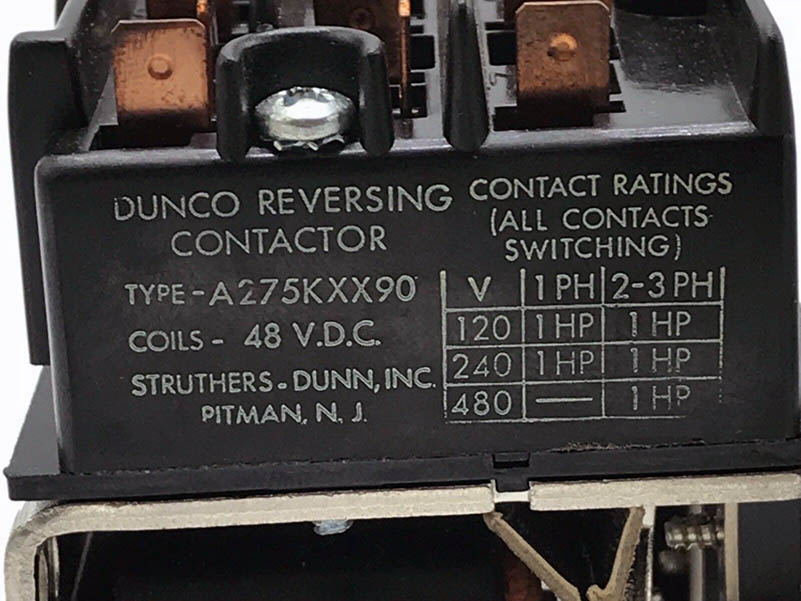 DUNCO REVERSING
CONTACTOR
TYPE-A275KXX90
COILS- 48 V.D.C.
STRUTHERS-DUNN, INC.
PITMAN, N. J.
CONTACT RATINGS
(ALL CONTACTS
SWITCHING)
V 1 PH 2-3 PH
120 1 HP 1 HP
240 1 HP 1 HP
480 — 1 HP